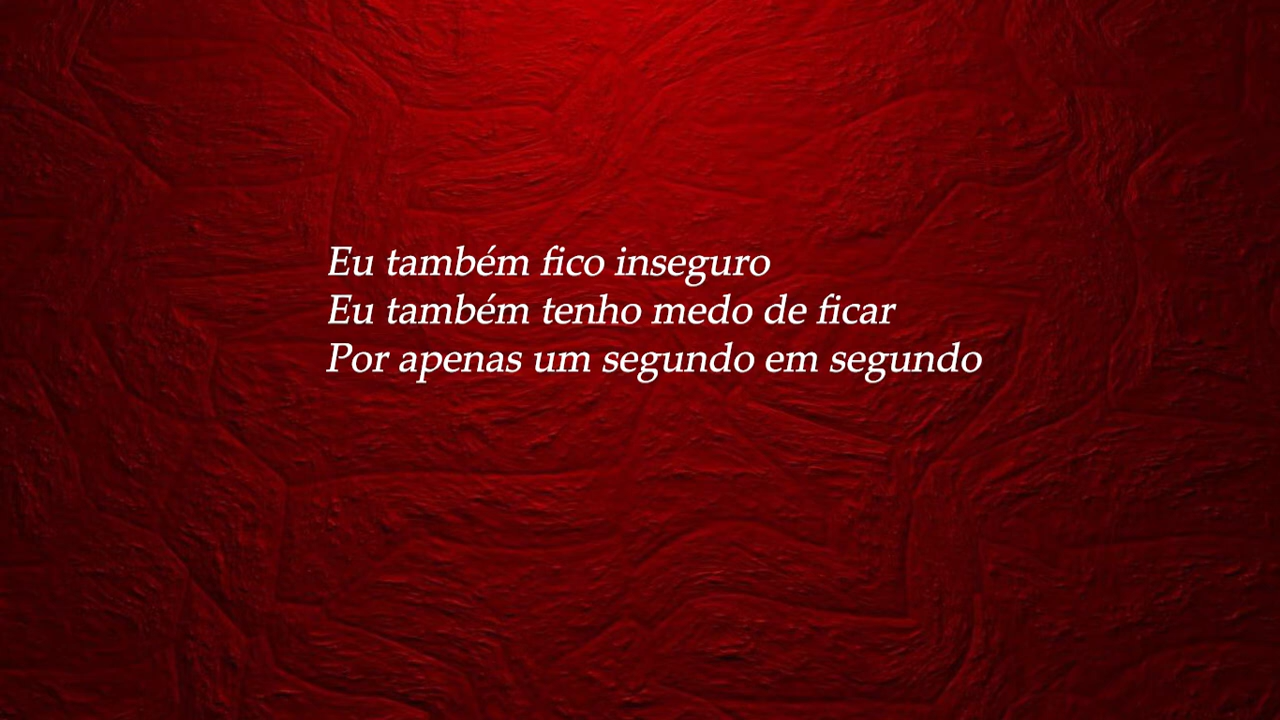 Eu também fico inseguro
Eu também tenho medo de ficar
Por apenas um segundo em segundo